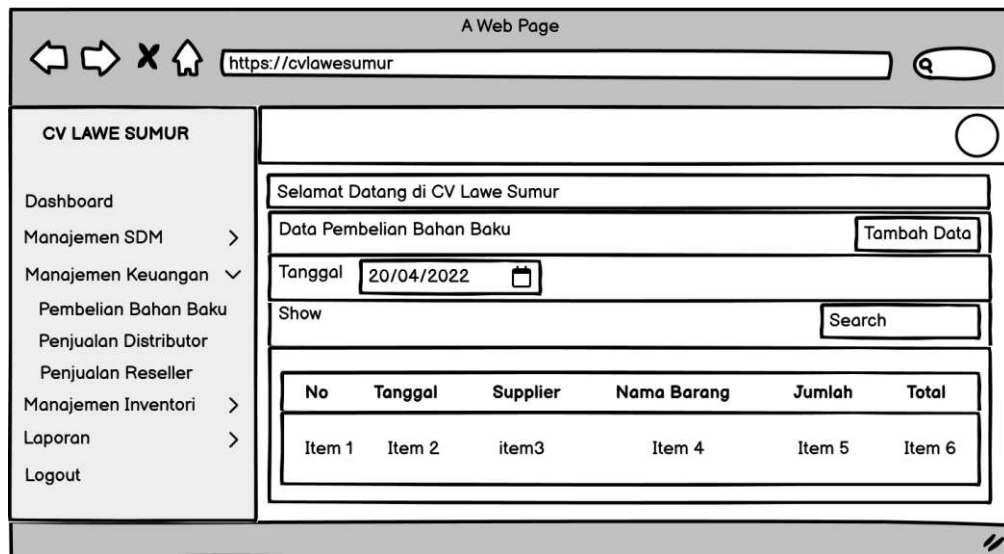 A Web Page
https://cvlawesumur
CV LAWE SUMUR
Dashboard
Manajemen SDM
Manajemen Keuangan
Pembelian Bahan Baku
Penjualan Distributor
Penjualan Reseller
Manajemen Inventori
Laporan
Logout
Selamat Datang di CV Lawe Sumur
Data Pembelian Bahan Baku Tambah Data
Tanggal 20/04/2022
Show Search
No Tanggal Supplier Nama Barang Jumlah Total
Item 1 Item 2 item3 Item 4 Item 5 Item 6